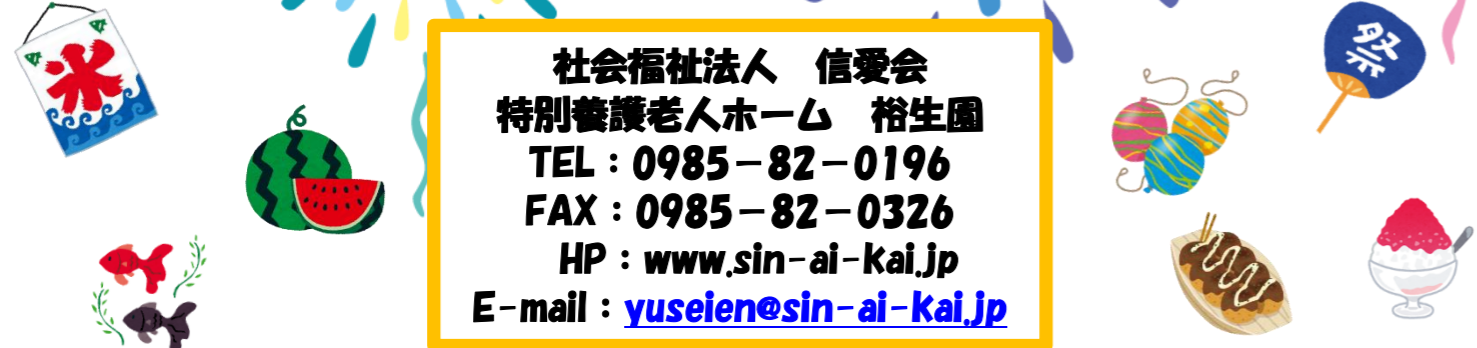 氷
祭
社会福祉法人　信愛会
特別養護老人ホーム　裕生園
TEL：0985－82－0196
FAX：0985－82－0326
HP：www.sin-ai-kai.jp
E-mail：yuseien@sin-ai-kai.jp